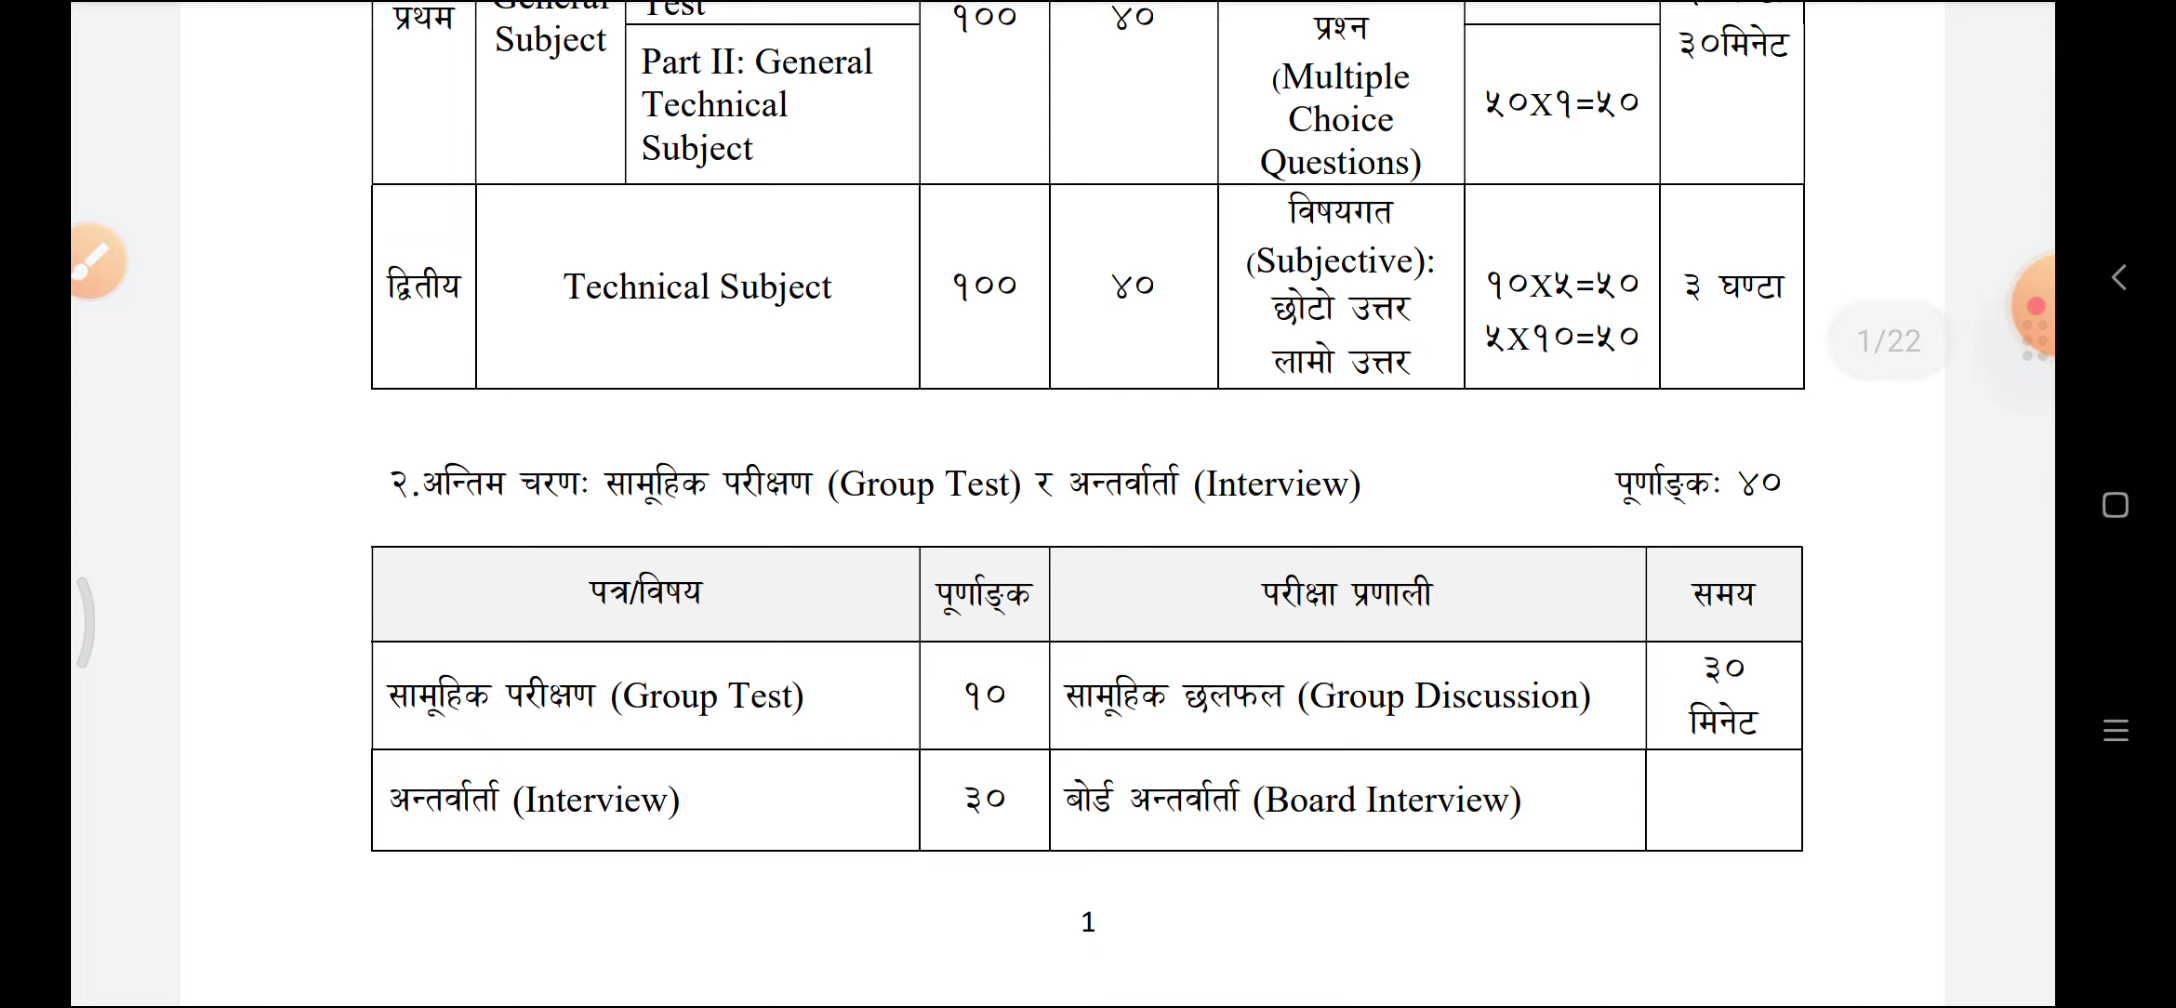 प्रथम
Subject
Part II: General
Technical
Subject
१००
४०
प्रश्न
(Multiple
Choice
Questions)
५०X१=५०
३०मिनेट
द्वितीय
Technical Subject
१००
४०
विषयगत
(Subjective):
छोटो उत्तर
लामो उत्तर
१०X५=५०
५X१०=५०
३ घण्टा
1/22
२.अन्तिम चरणः सामूहिक परीक्षण (Group Test) र अन्तर्वार्ता (Interview) पूर्णाङ्कः ४०
पत्र/विषय पूर्णाङ्क परीक्षा प्रणाली समय
सामूहिक परीक्षण (Group Test) १० सामूहिक छलफल (Group Discussion) ३०
मिनेट
अन्तर्वार्ता (Interview) ३० बोर्ड अन्तर्वार्ता (Board Interview)
1